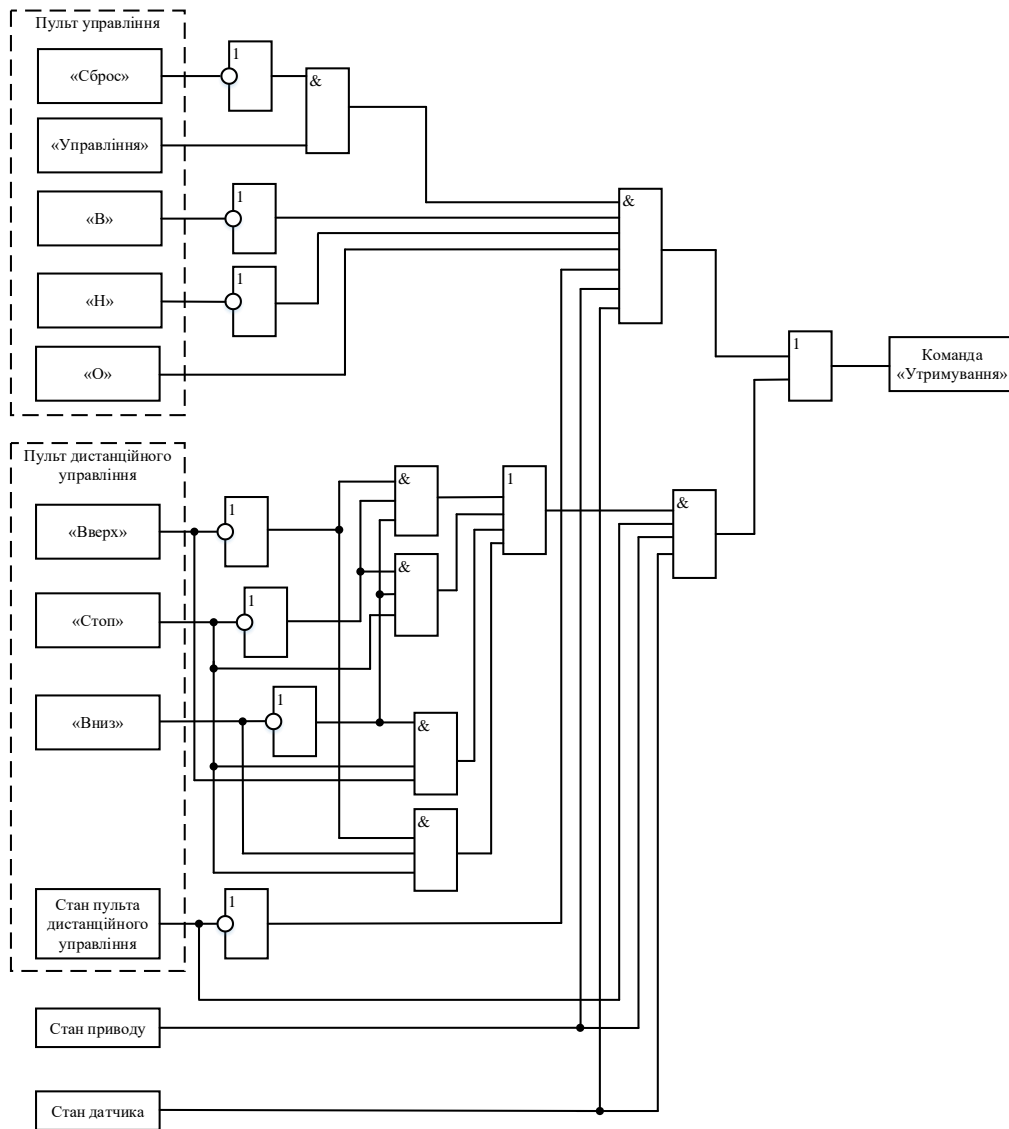 Пульт управління
«Сброс»
1
&
«Управління»
«В»
1
&
«Н»
1
«О»
1
Команда
«Утримування»
Пульт дистанційного
управління
«Вверх»
1
&
1
&
&
«Стоп»
1
«Вниз»
1
&
&
Стан пульта
дистанційного
управління
1
Стан приводу
Стан датчика